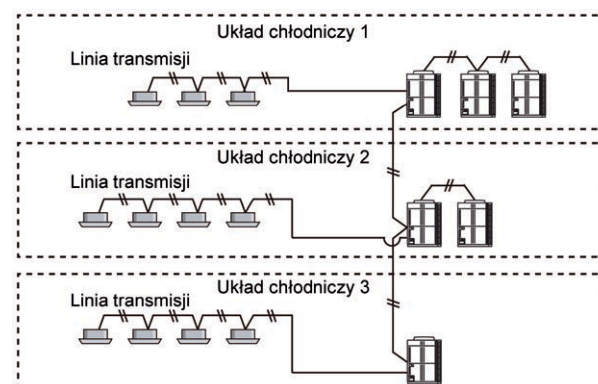 Układ chłodniczy 1
Linia transmisji
Układ chłodniczy 2
Linia transmisji
Układ chłodniczy 3
Linia transmisji